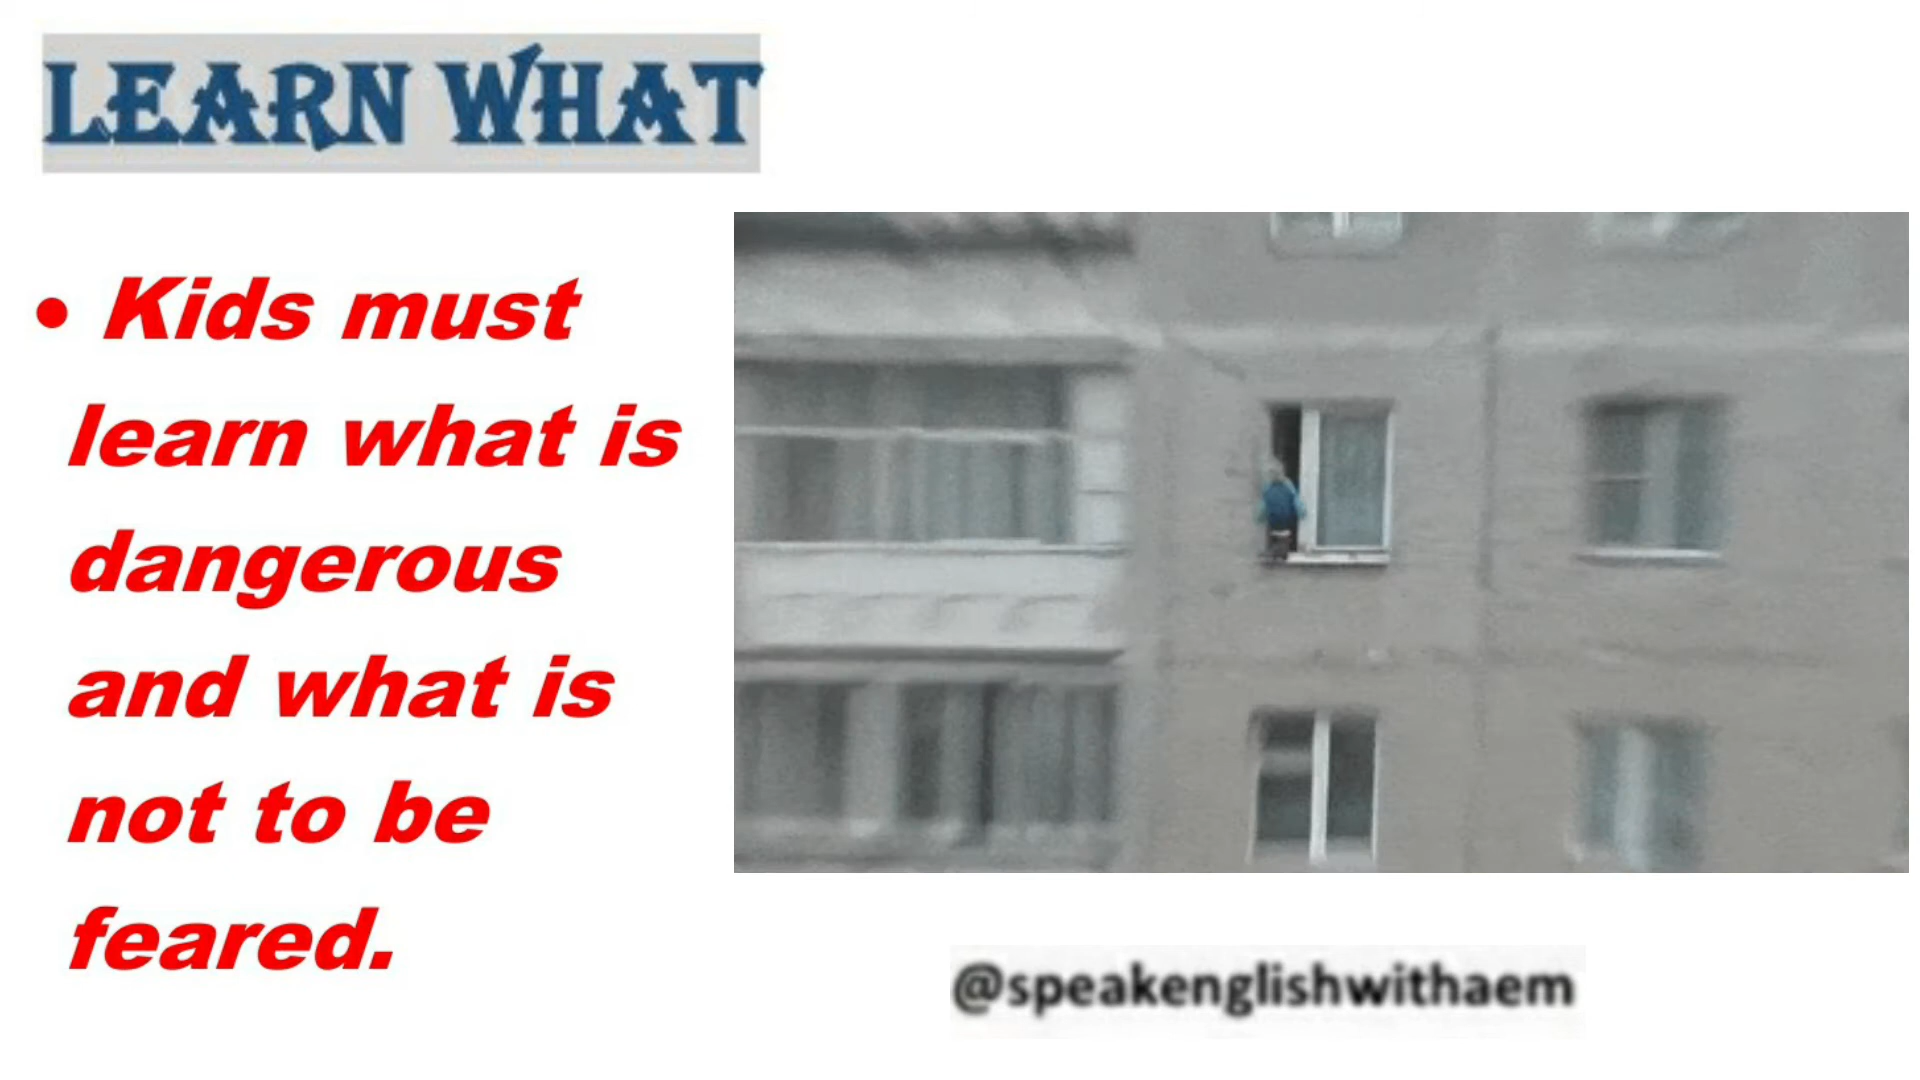 LEARN WHAT
• Kids must
learn what is
dangerous
and what is
not to be
feared.
@speakenglishwithaem